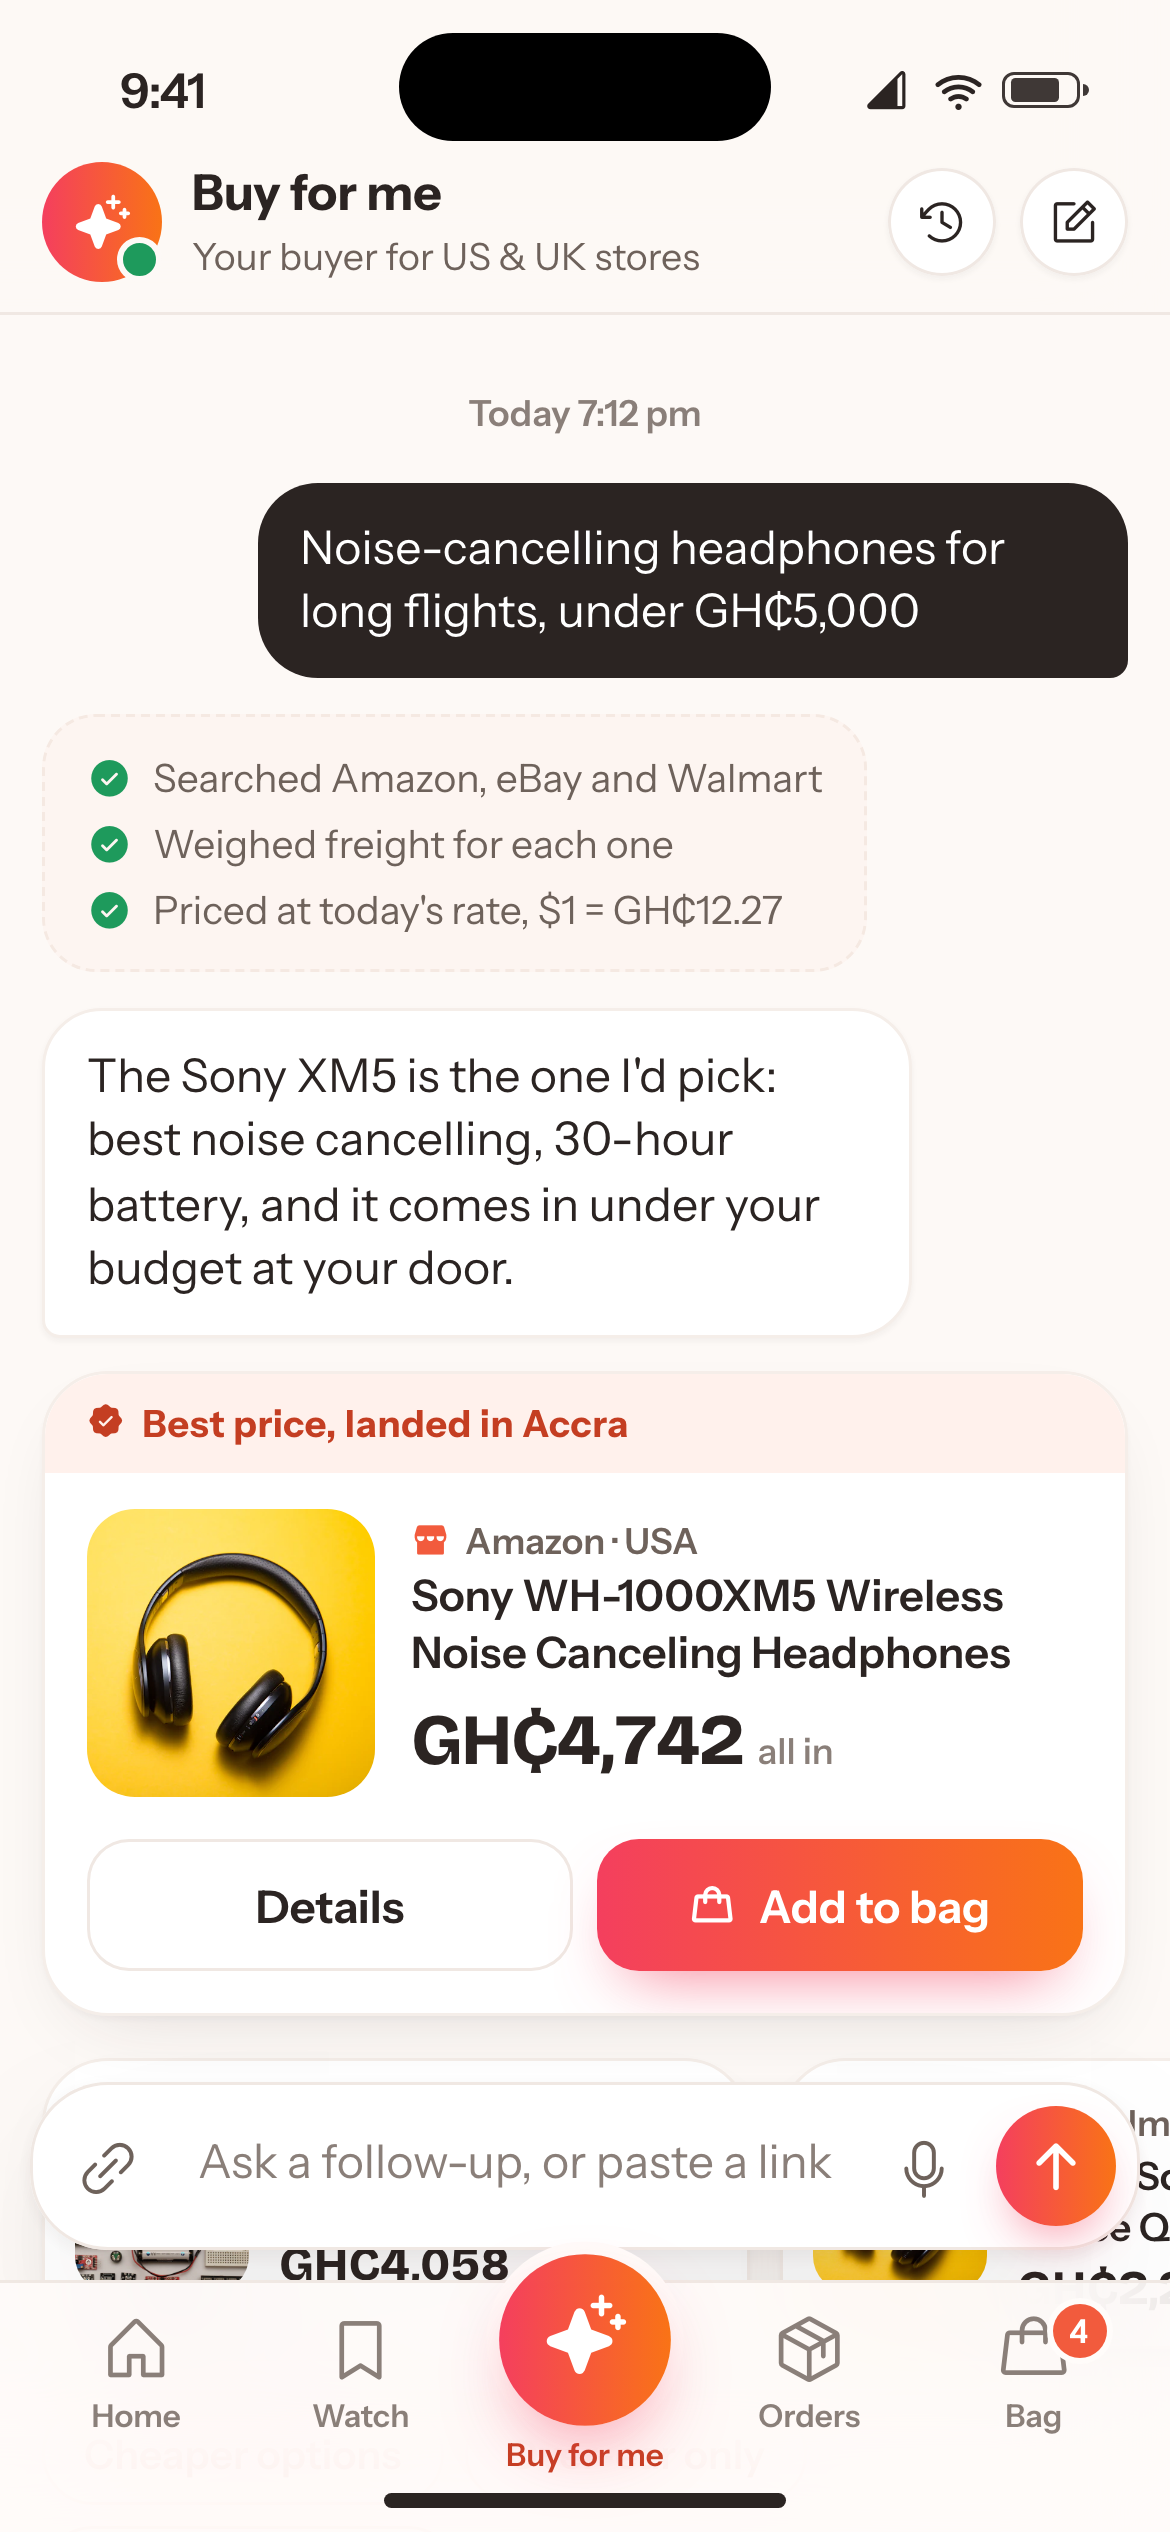 9:41
Buy for me
Your buyer for US & UK stores
Today 7:12 pm
Noise-cancelling headphones for
long flights, under GH₵5,000
Searched Amazon, eBay and Walmart
Weighed freight for each one
Priced at today's rate, $1 = GH₵12.27
The Sony XM5 is the one I'd pick:
best noise cancelling, 30-hour
battery, and it comes in under your
budget at your door.
Best price, landed in Accra
Amazon · USA
Sony WH-1000XM5 Wireless
Noise Canceling Headphones
GH₵4,742 all in
Details
Add to bag
Ask a follow-up, or paste a link
GH₵4,058
4
Home
Watch
Orders
Bag
Cheaper options
Buy for me
only